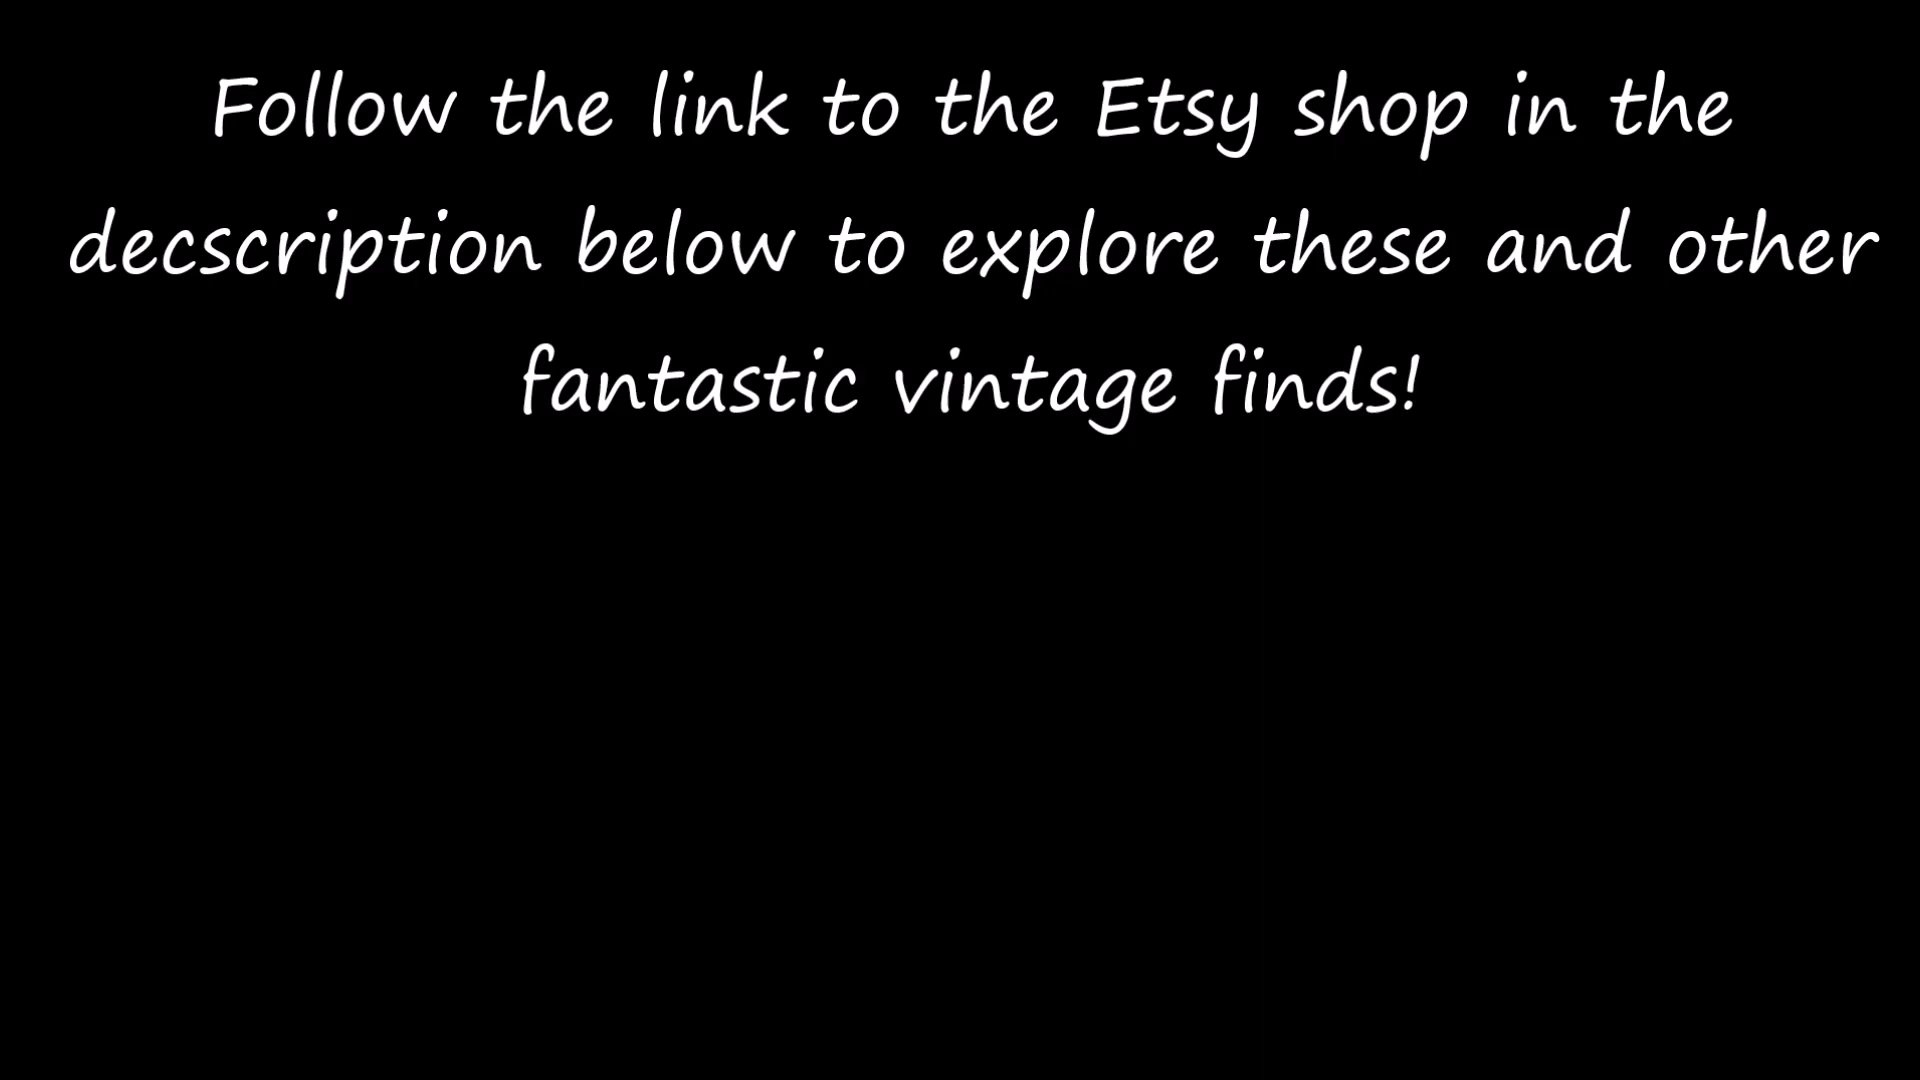 Follow the link to the Etsy shop in the
decscription below to explore these and other
fantastic vintage finds!